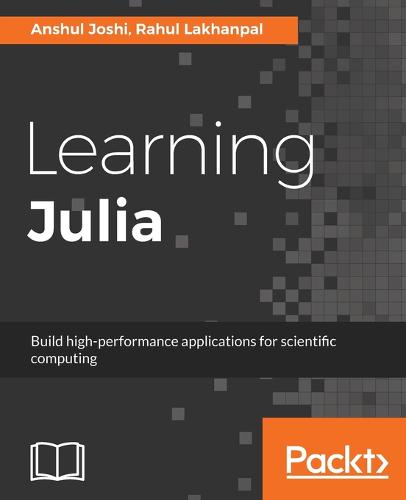 Anshul Joshi, Rahul Lakhanpal
Learning
Julia
Build high-performance applications for scientific
computing
Packt>